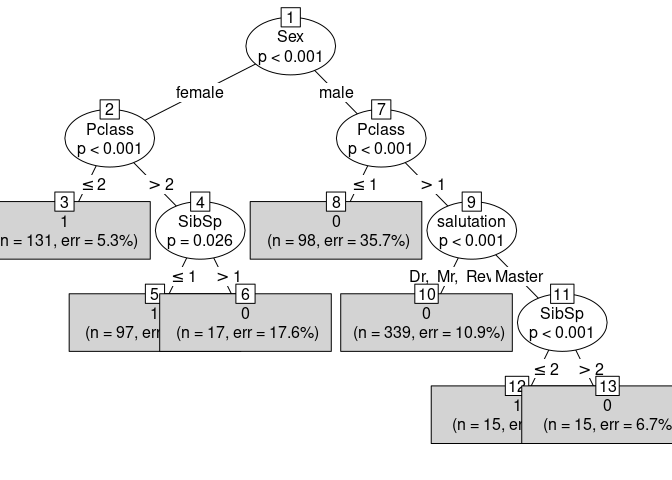 1
Sex
p < 0.001
female
male
2
Pclass
p < 0.001
7
Pclass
p < 0.001
≤ 2
> 2
≤ 1
> 1
3
1
n = 131, err = 5.3%)
4
SibSp
p = 0.026
8
0
(n = 98, err = 35.7%)
9
salutation
p < 0.001
≤ 1
> 1
Dr, Mr, Rev
Master
5
1
(n = 97, err
6
0
(n = 17, err = 17.6%)
10
0
(n = 339, err = 10.9%)
11
SibSp
p < 0.001
≤ 2
> 2
12
1
(n = 15, er
13
0
(n = 15, err = 6.7%